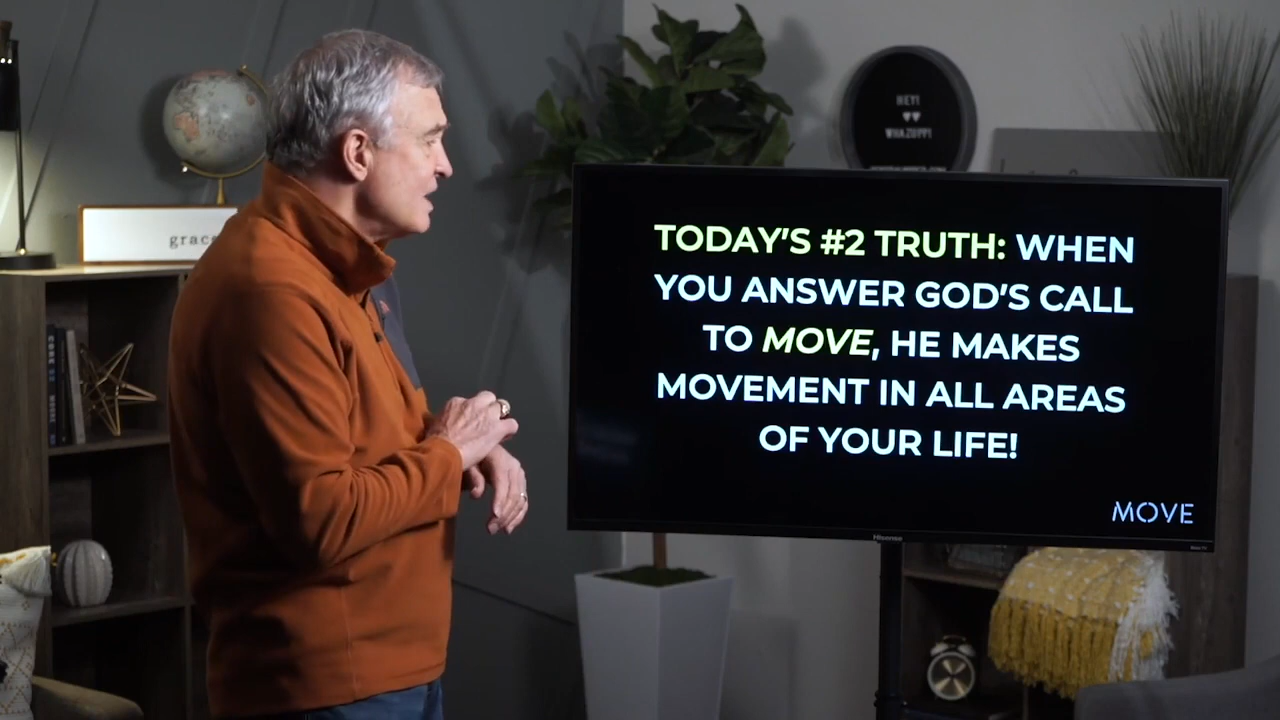 HEY!
♥♥
WHAZUPP!
grace
TODAY'S #2 TRUTH: WHEN
YOU ANSWER GOD'S CALL
TO MOVE, HE MAKES
MOVEMENT IN ALL AREAS
OF YOUR LIFE!
MOVE
Hisense